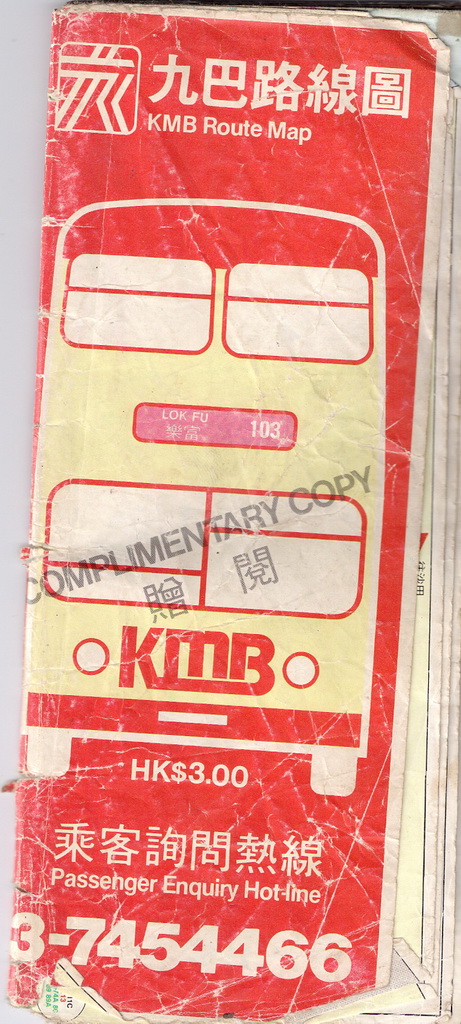 九巴路線圖
KMB Route Map
LOK FU
樂富
103
COMPLIMENTARY COPY
贈閱
KMB
HK$3.00
乘客詢問熱線
Passenger Enquiry Hot-line
3-7454466